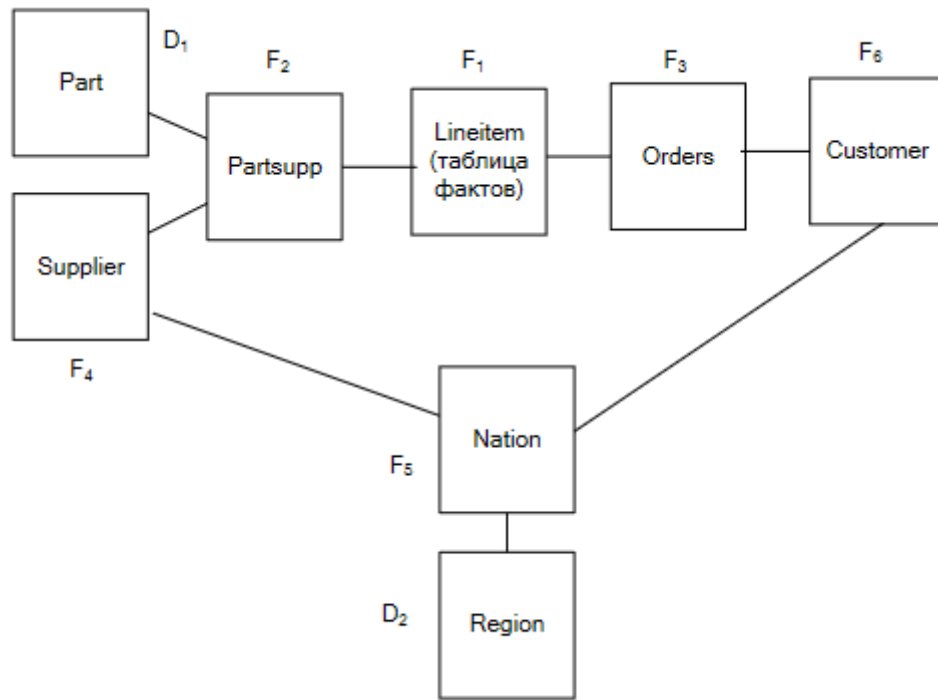 D₁
F₂
F₁
F₃
F₆
Part
Partsupp
Lineitem
(таблица
фактов)
Orders
Customer
Supplier
F₄
Nation
F₅
D₂
Region